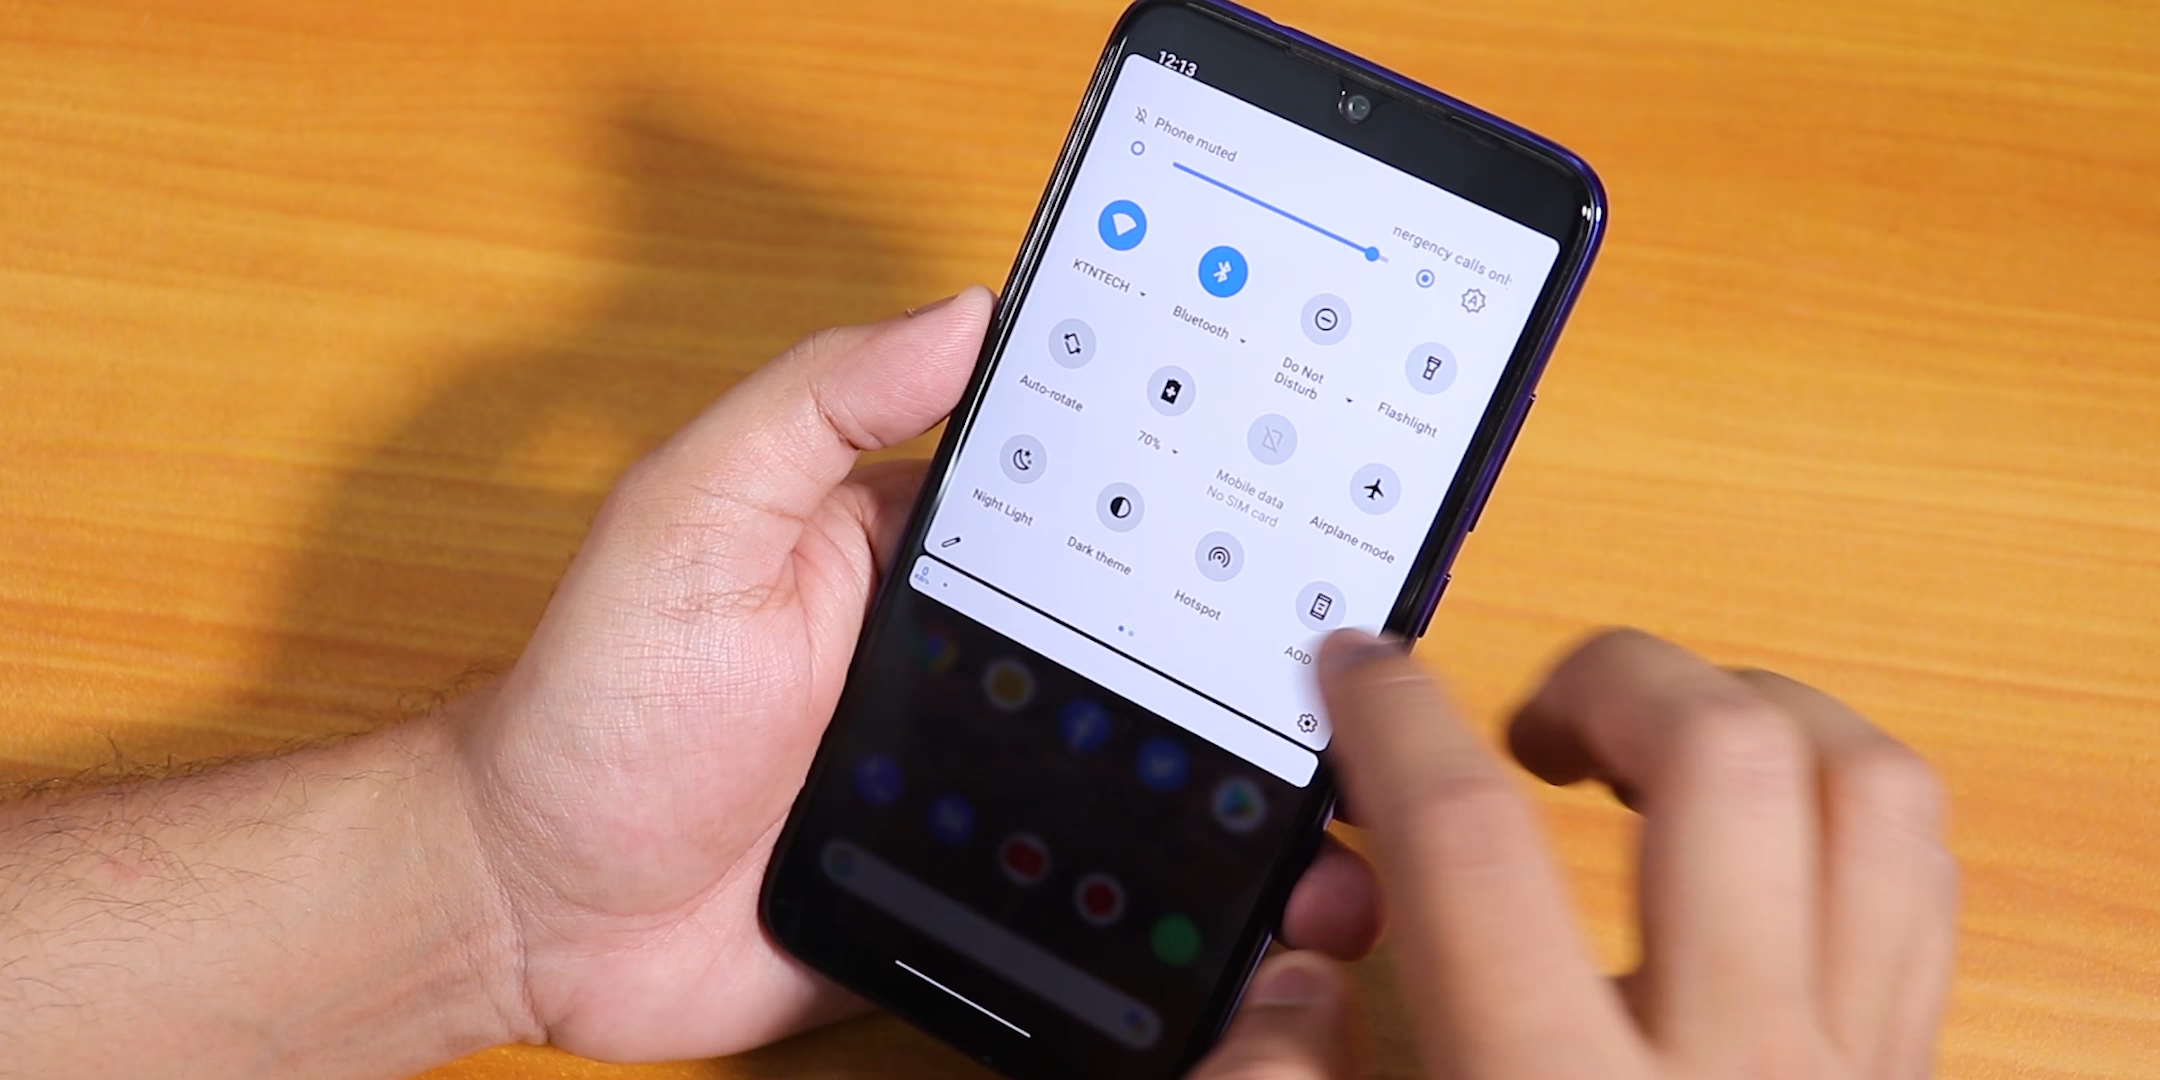 12:13
Phone muted
nergency calls onl
KTNTECH
Bluetooth
Do Not
Disturb
Flashlight
Auto-rotate
70%
Mobile data
No SIM card
Airplane mode
Night Light
Dark theme
Hotspot
AOD
0